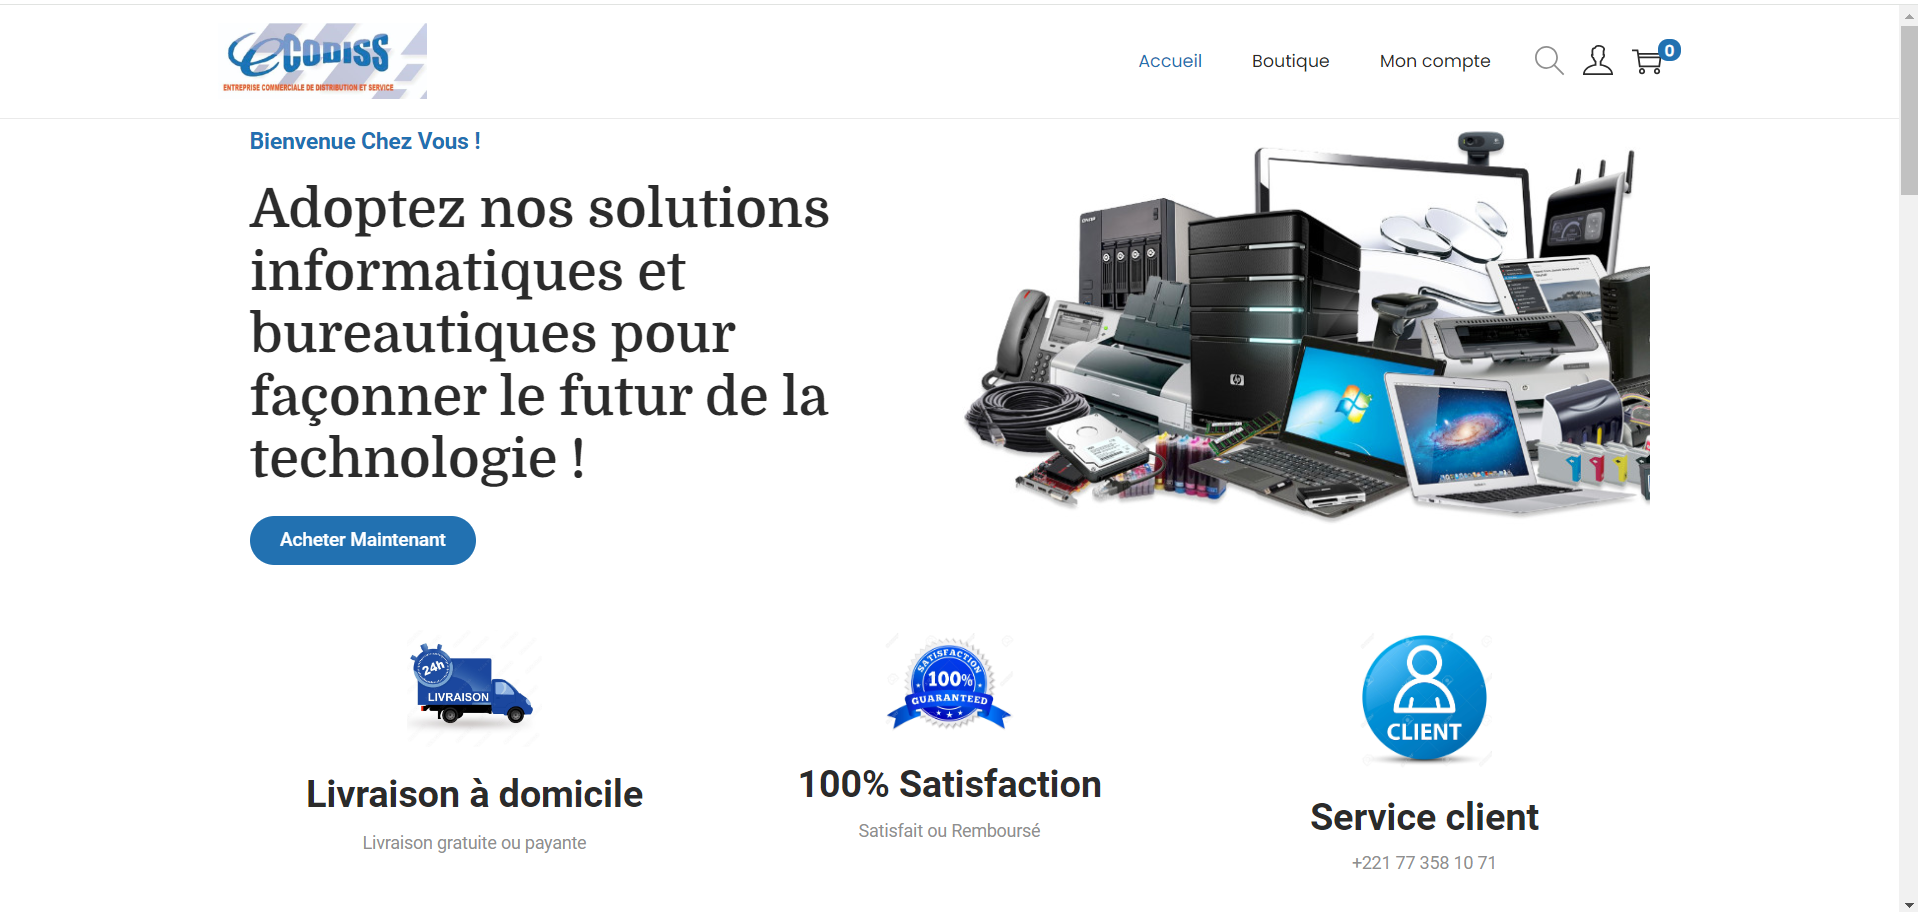 eCODISS
ENTREPRISE COMMERCIALE DE DISTRIBUTION ET SERVICE
Accueil
Boutique
Mon compte
0
Bienvenue Chez Vous !
Adoptez nos solutions
informatiques et
bureautiques pour
façonner le futur de la
technologie !
Acheter Maintenant
hp
24h
LIVRAISON
SATISFACTION
100%
GUARANTEED
CLIENT
Livraison à domicile
Livraison gratuite ou payante
100% Satisfaction
Satisfait ou Remboursé
Service client
+221 77 358 10 71